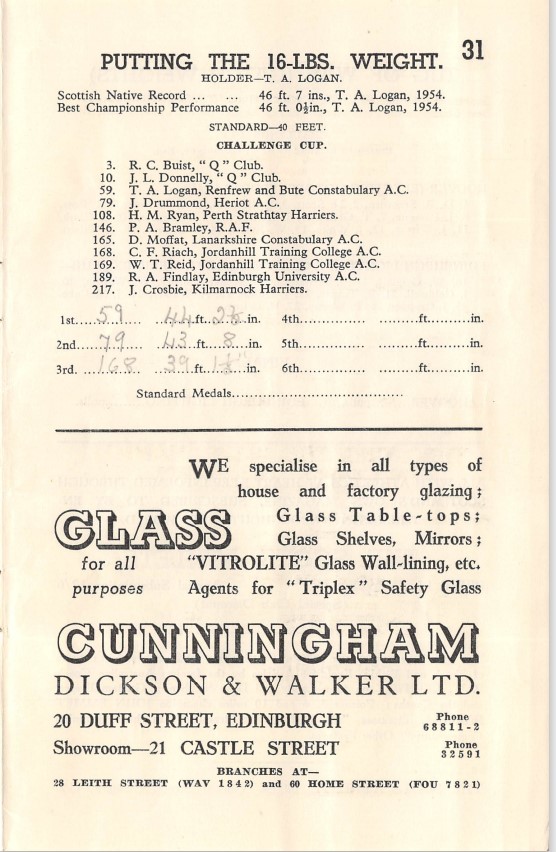 31
PUTTING THE 16-LBS. WEIGHT.
HOLDER—T. A. LOGAN.
Scottish Native Record ... ... 46 ft. 7 ins., T. A. Logan, 1954.
Best Championship Performance 46 ft. 0½in., T. A. Logan, 1954.
STANDARD—40 FEET.
CHALLENGE CUP.
3. R. C. Buist, " Q " Club.
10. J. L. Donnelly, " Q " Club.
59. T. A. Logan, Renfrew and Bute Constabulary A.C.
79. J. Drummond, Heriot A.C.
108. H. M. Ryan, Perth Strathtay Harriers.
146. P. A. Bramley, R.A.F.
165. D. Moffat, Lanarkshire Constabulary A.C.
168. C. F. Riach, Jordanhill Training College A.C.
169. W. T. Reid, Jordanhill Training College A.C.
189. R. A. Findlay, Edinburgh University A.C.
217. J. Crosbie, Kilmarnock Harriers.
1st.....59...... ...44...ft...2......in. 4th............... .........ft..........in.
2nd.....79...... ...43...ft...8......in. 5th............... .........ft..........in.
3rd. ...168...... ...39...ft...1......in. 6th............... .........ft..........in.
Standard Medals.......................................
WE specialise in all types of
house and factory glazing ;
GLASS Glass Table-tops ;
Glass Shelves, Mirrors ;
for all "VITROLITE" Glass Wall-lining, etc.
purposes Agents for "Triplex" Safety Glass
CUNNINGHAM
DICKSON & WALKER LTD.
20 DUFF STREET, EDINBURGH Phone 68811-2
Showroom—21 CASTLE STREET Phone 32591
BRANCHES AT—
28 LEITH STREET (WAV 1842) and 60 HOME STREET (FOU 7821)